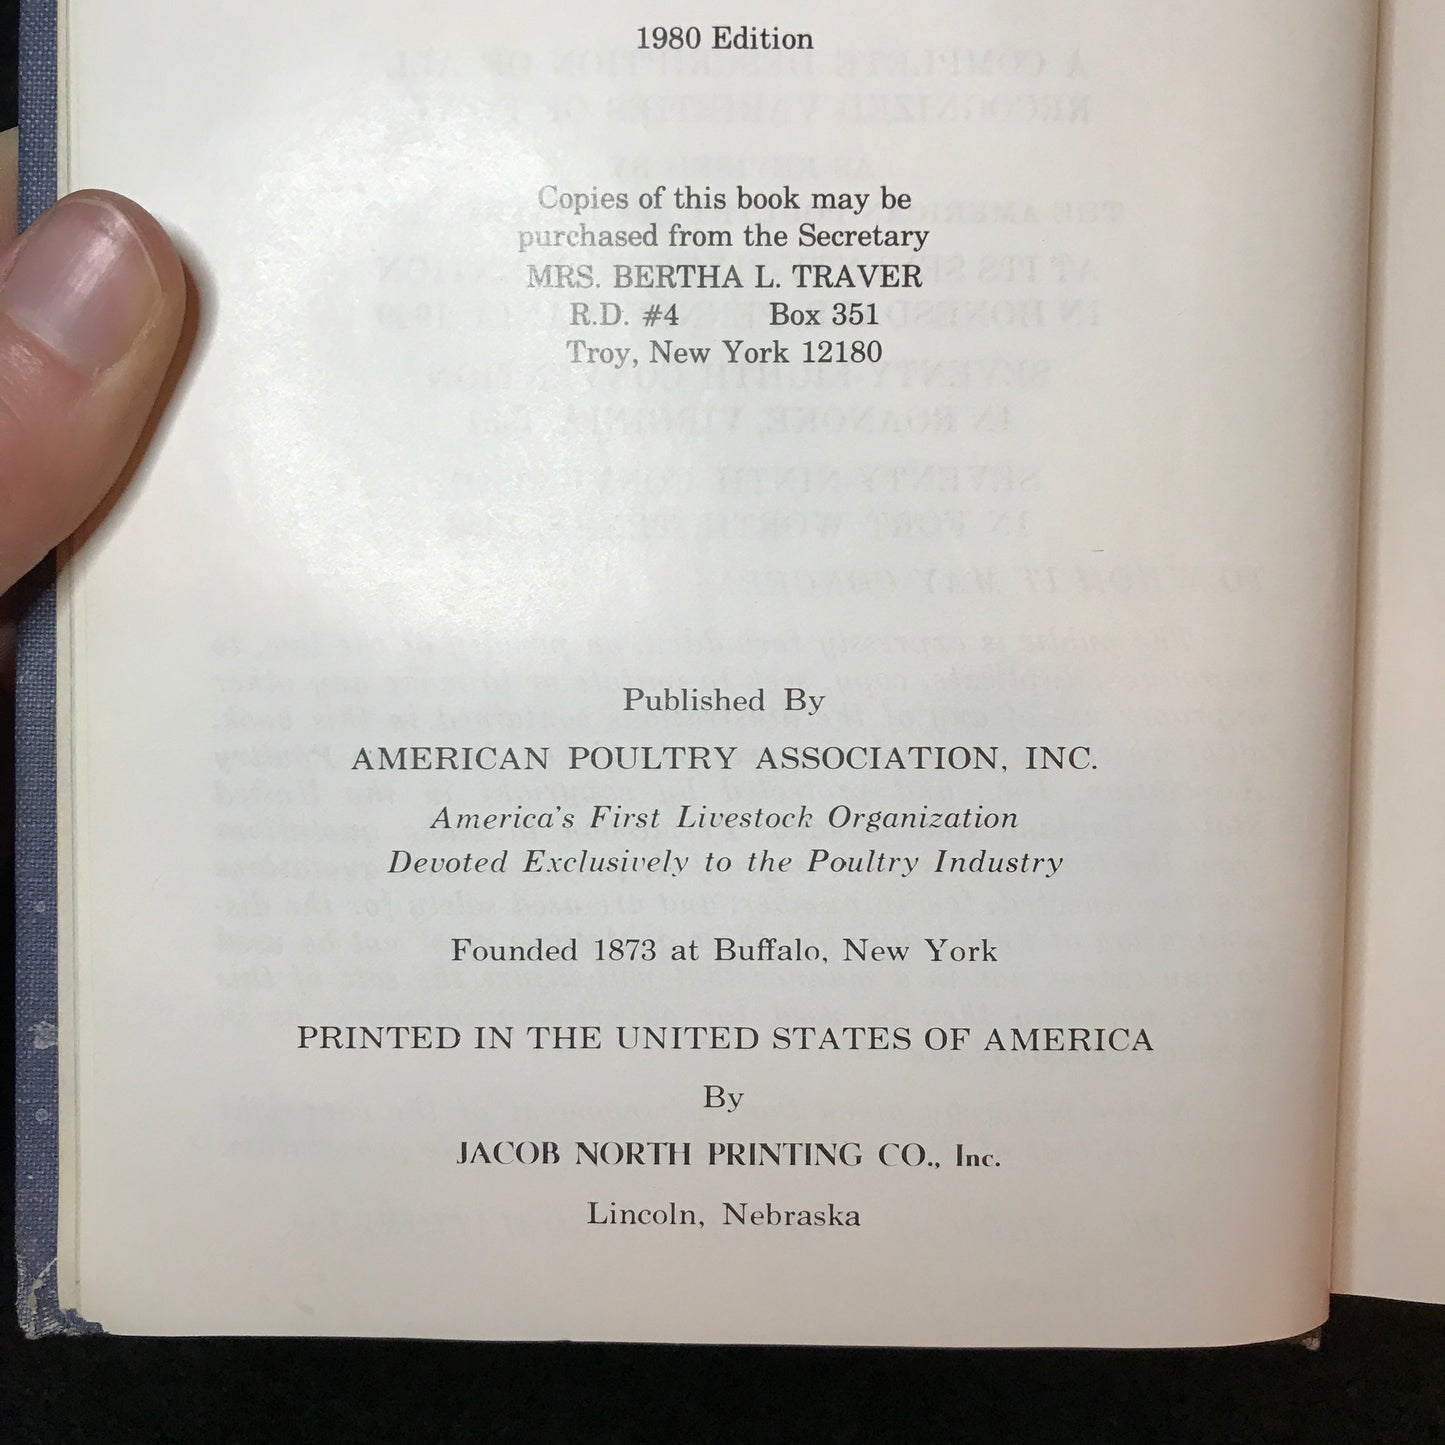 1980 Edition
Copies of this book may be
purchased from the Secretary
MRS. BERTHA L. TRAVER
R.D. #4 Box 351
Troy, New York 12180
Published By
AMERICAN POULTRY ASSOCIATION, INC.
America's First Livestock Organization
Devoted Exclusively to the Poultry Industry
Founded 1873 at Buffalo, New York
PRINTED IN THE UNITED STATES OF AMERICA
By
JACOB NORTH PRINTING CO., Inc.
Lincoln, Nebraska